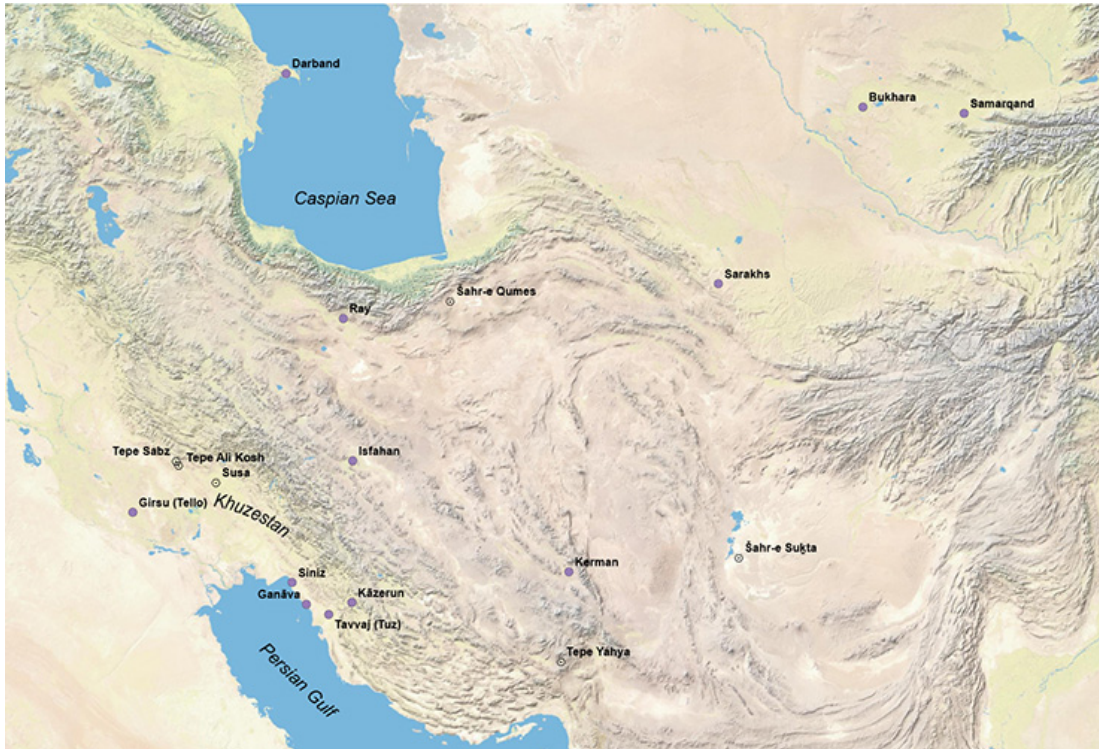 Darband
Bukhara
Samarqand
Caspian Sea
Sarakhs
Šahr-e Qumes
Ray
Tepe Sabz
Tepe Ali Kosh
Isfahan
Susa
Girsu (Tello)
Khuzestan
Šahr-e Suḵta
Kerman
Siniz
Ganāva
Kāzerun
Tavvaj (Tuz)
Tepe Yahya
Persian Gulf